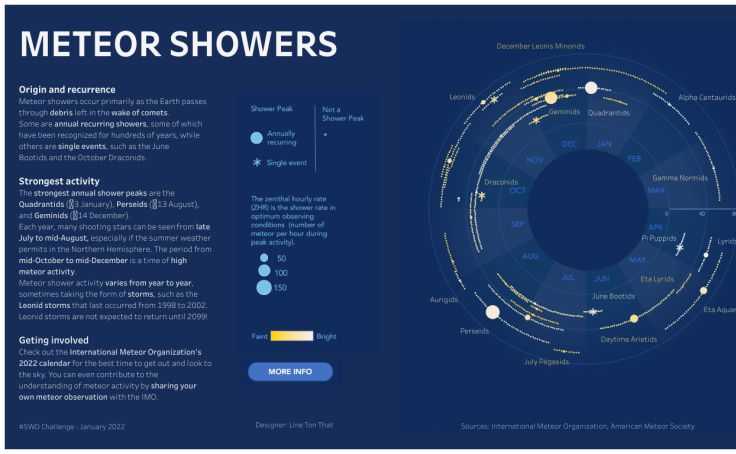 METEOR SHOWERS
Origin and recurrence
Meteor showers occur primarily as the Earth passes
through debris left in the wake of comets.
Some are annual recurring showers, some of which
have been recognized for hundreds of years, while
others are single events, such as the June
Bootids and the October Draconids.
Strongest activity
The strongest annual shower peaks are the
Quadrantids (3 January), Perseids (13 August),
and Geminids (14 December).
Each year, many shooting stars can be seen from late
July to mid-August, especially if the summer weather
permits in the Northern Hemisphere. The period from
mid-October to mid-December is a time of high
meteor activity.
Meteor shower activity varies from year to year,
sometimes taking the form of storms, such as the
Leonid storms that last occurred from 1998 to 2002.
Leonid storms are not expected to return until 2099!
Getting involved
Check out the International Meteor Organization's
2022 calendar for the best time to get out and look to
the sky. You can even contribute to the
understanding of meteor activity by sharing your
own meteor observation with the IMO.
#SWD Challenge - January 2022
Shower Peak
Not a
Shower Peak
Annually
recurring
Single event
The zenithal hourly rate
(ZHR) is the shower rate in
optimum observing
conditions (number of
meteor per hour during
peak activity).
50
100
150
Faint
Bright
MORE INFO
Designer: Line Ton That
December Leonis Minorids
Leonids
Geminids
Quadrantids
Alpha Centaurids
DEC
JAN
NOV
FEB
Draconids
Gamma Normids
OCT
MAR
0
40
80
SEP
APR
Pi Puppids
Lyrids
AUG
MAY
JUL
JUN
Eta Lyrids
June Bootids
Eta Aquar
Aurigids
Perseids
Daytime Arietids
July Pegasids
Sources: International Meteor Organization, American Meteor Society